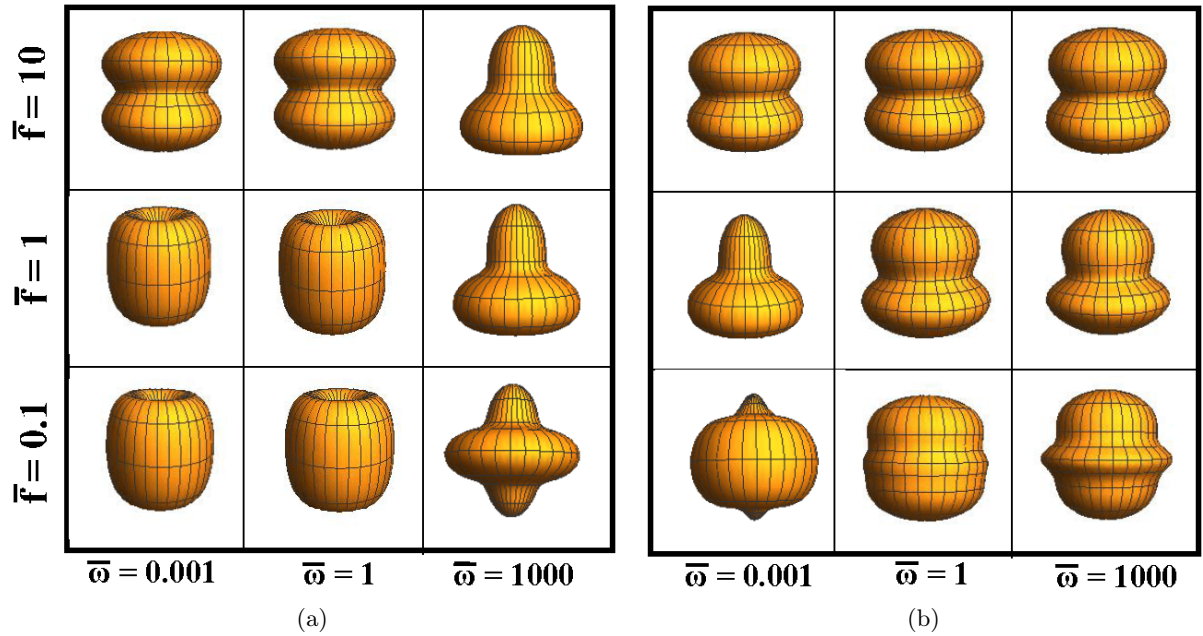 f̄ = 10
f̄ = 1
f̄ = 0.1
ω̄ = 0.001
ω̄ = 1
ω̄ = 1000
ω̄ = 0.001
ω̄ = 1
ω̄ = 1000
(a)
(b)